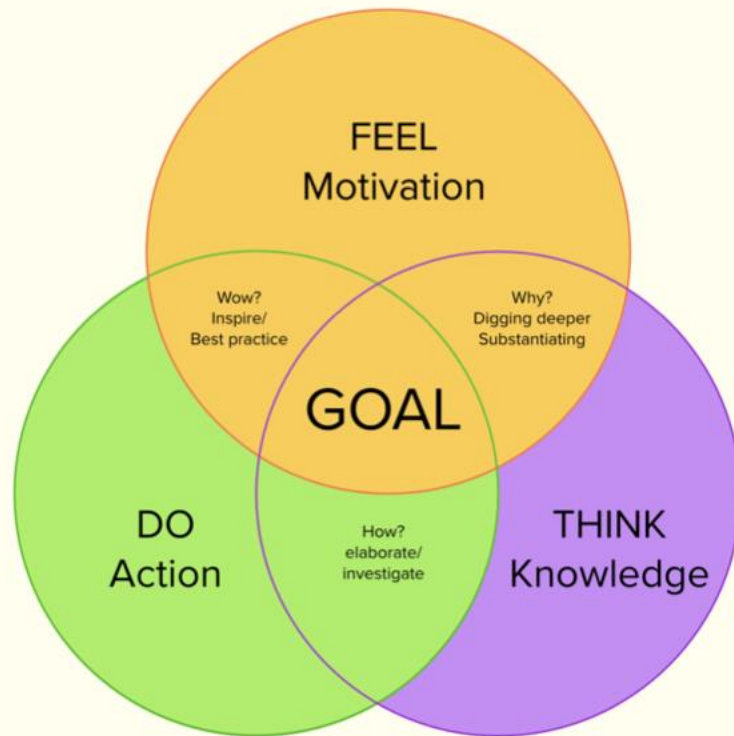 FEEL
Motivation
Wow?
Inspire/
Best practice
Why?
Digging deeper
Substantiating
GOAL
DO
Action
How?
elaborate/
investigate
THINK
Knowledge